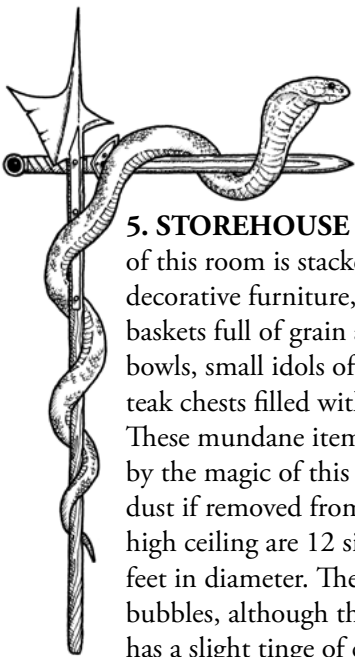 5. STOREHOUSE
of this room is stack
decorative furniture,
baskets full of grain
bowls, small idols of
teak chests filled wit
These mundane item
by the magic of this
dust if removed from
high ceiling are 12 si
feet in diameter. The
bubbles, although th
has a slight tinge of